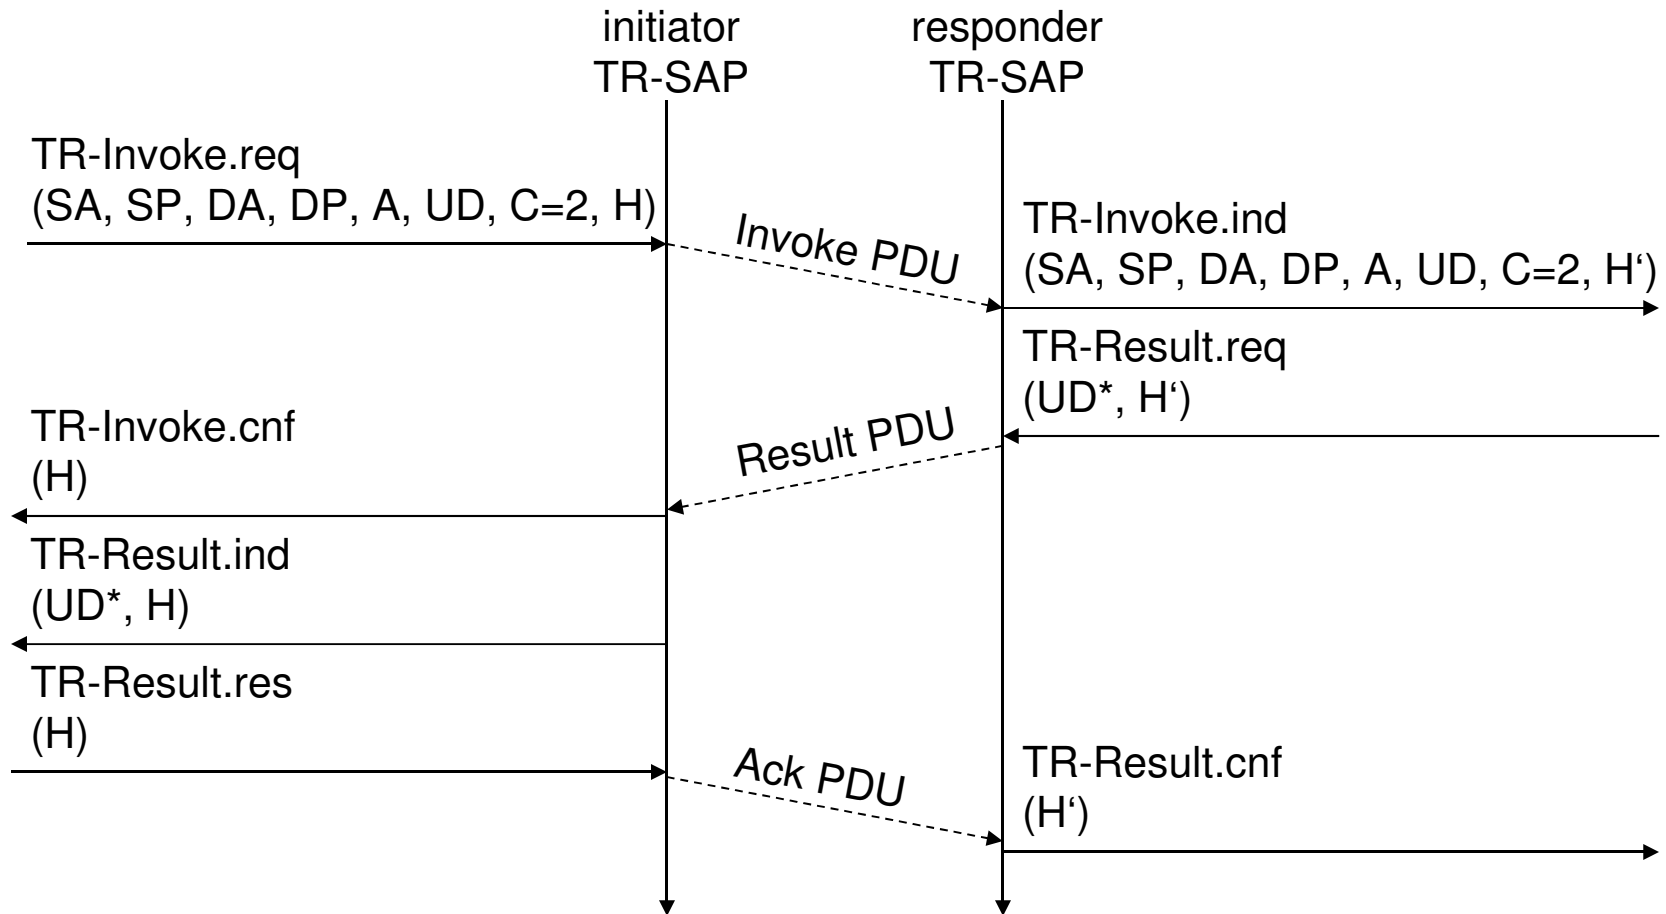 initiator
TR-SAP
responder
TR-SAP
TR-Invoke.req
(SA, SP, DA, DP, A, UD, C=2, H)
Invoke PDU
TR-Invoke.ind
(SA, SP, DA, DP, A, UD, C=2, H‘)
TR-Result.req
(UD*, H‘)
Result PDU
TR-Invoke.cnf
(H)
TR-Result.ind
(UD*, H)
TR-Result.res
(H)
Ack PDU
TR-Result.cnf
(H‘)